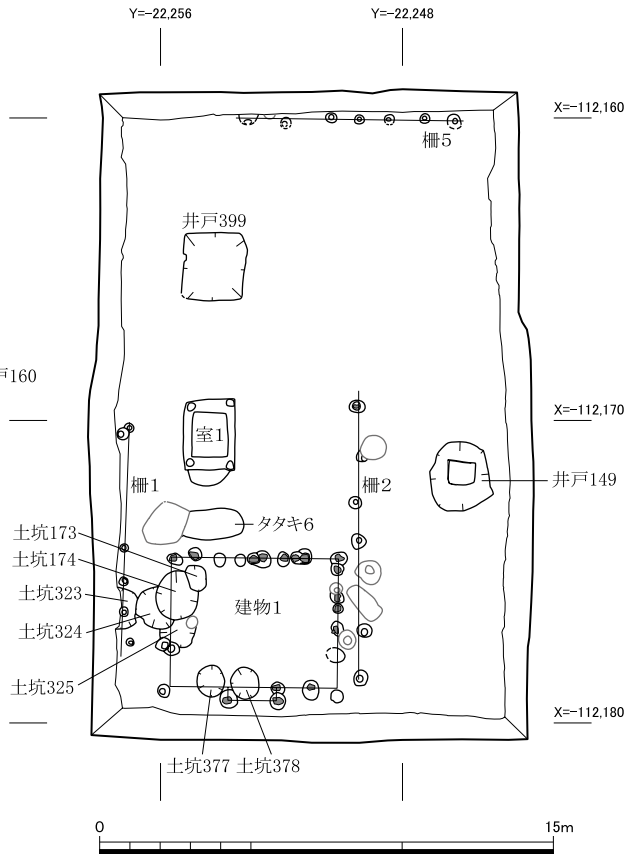 Y=-22,256
Y=-22,248
X=-112,160
柵5
井戸399
戸160
X=-112,170
室1
柵1
柵2
井戸149
土坑173
タタキ6
土坑174
土坑323
建物1
土坑324
土坑325
X=-112,180
土坑377
土坑378
0
15m